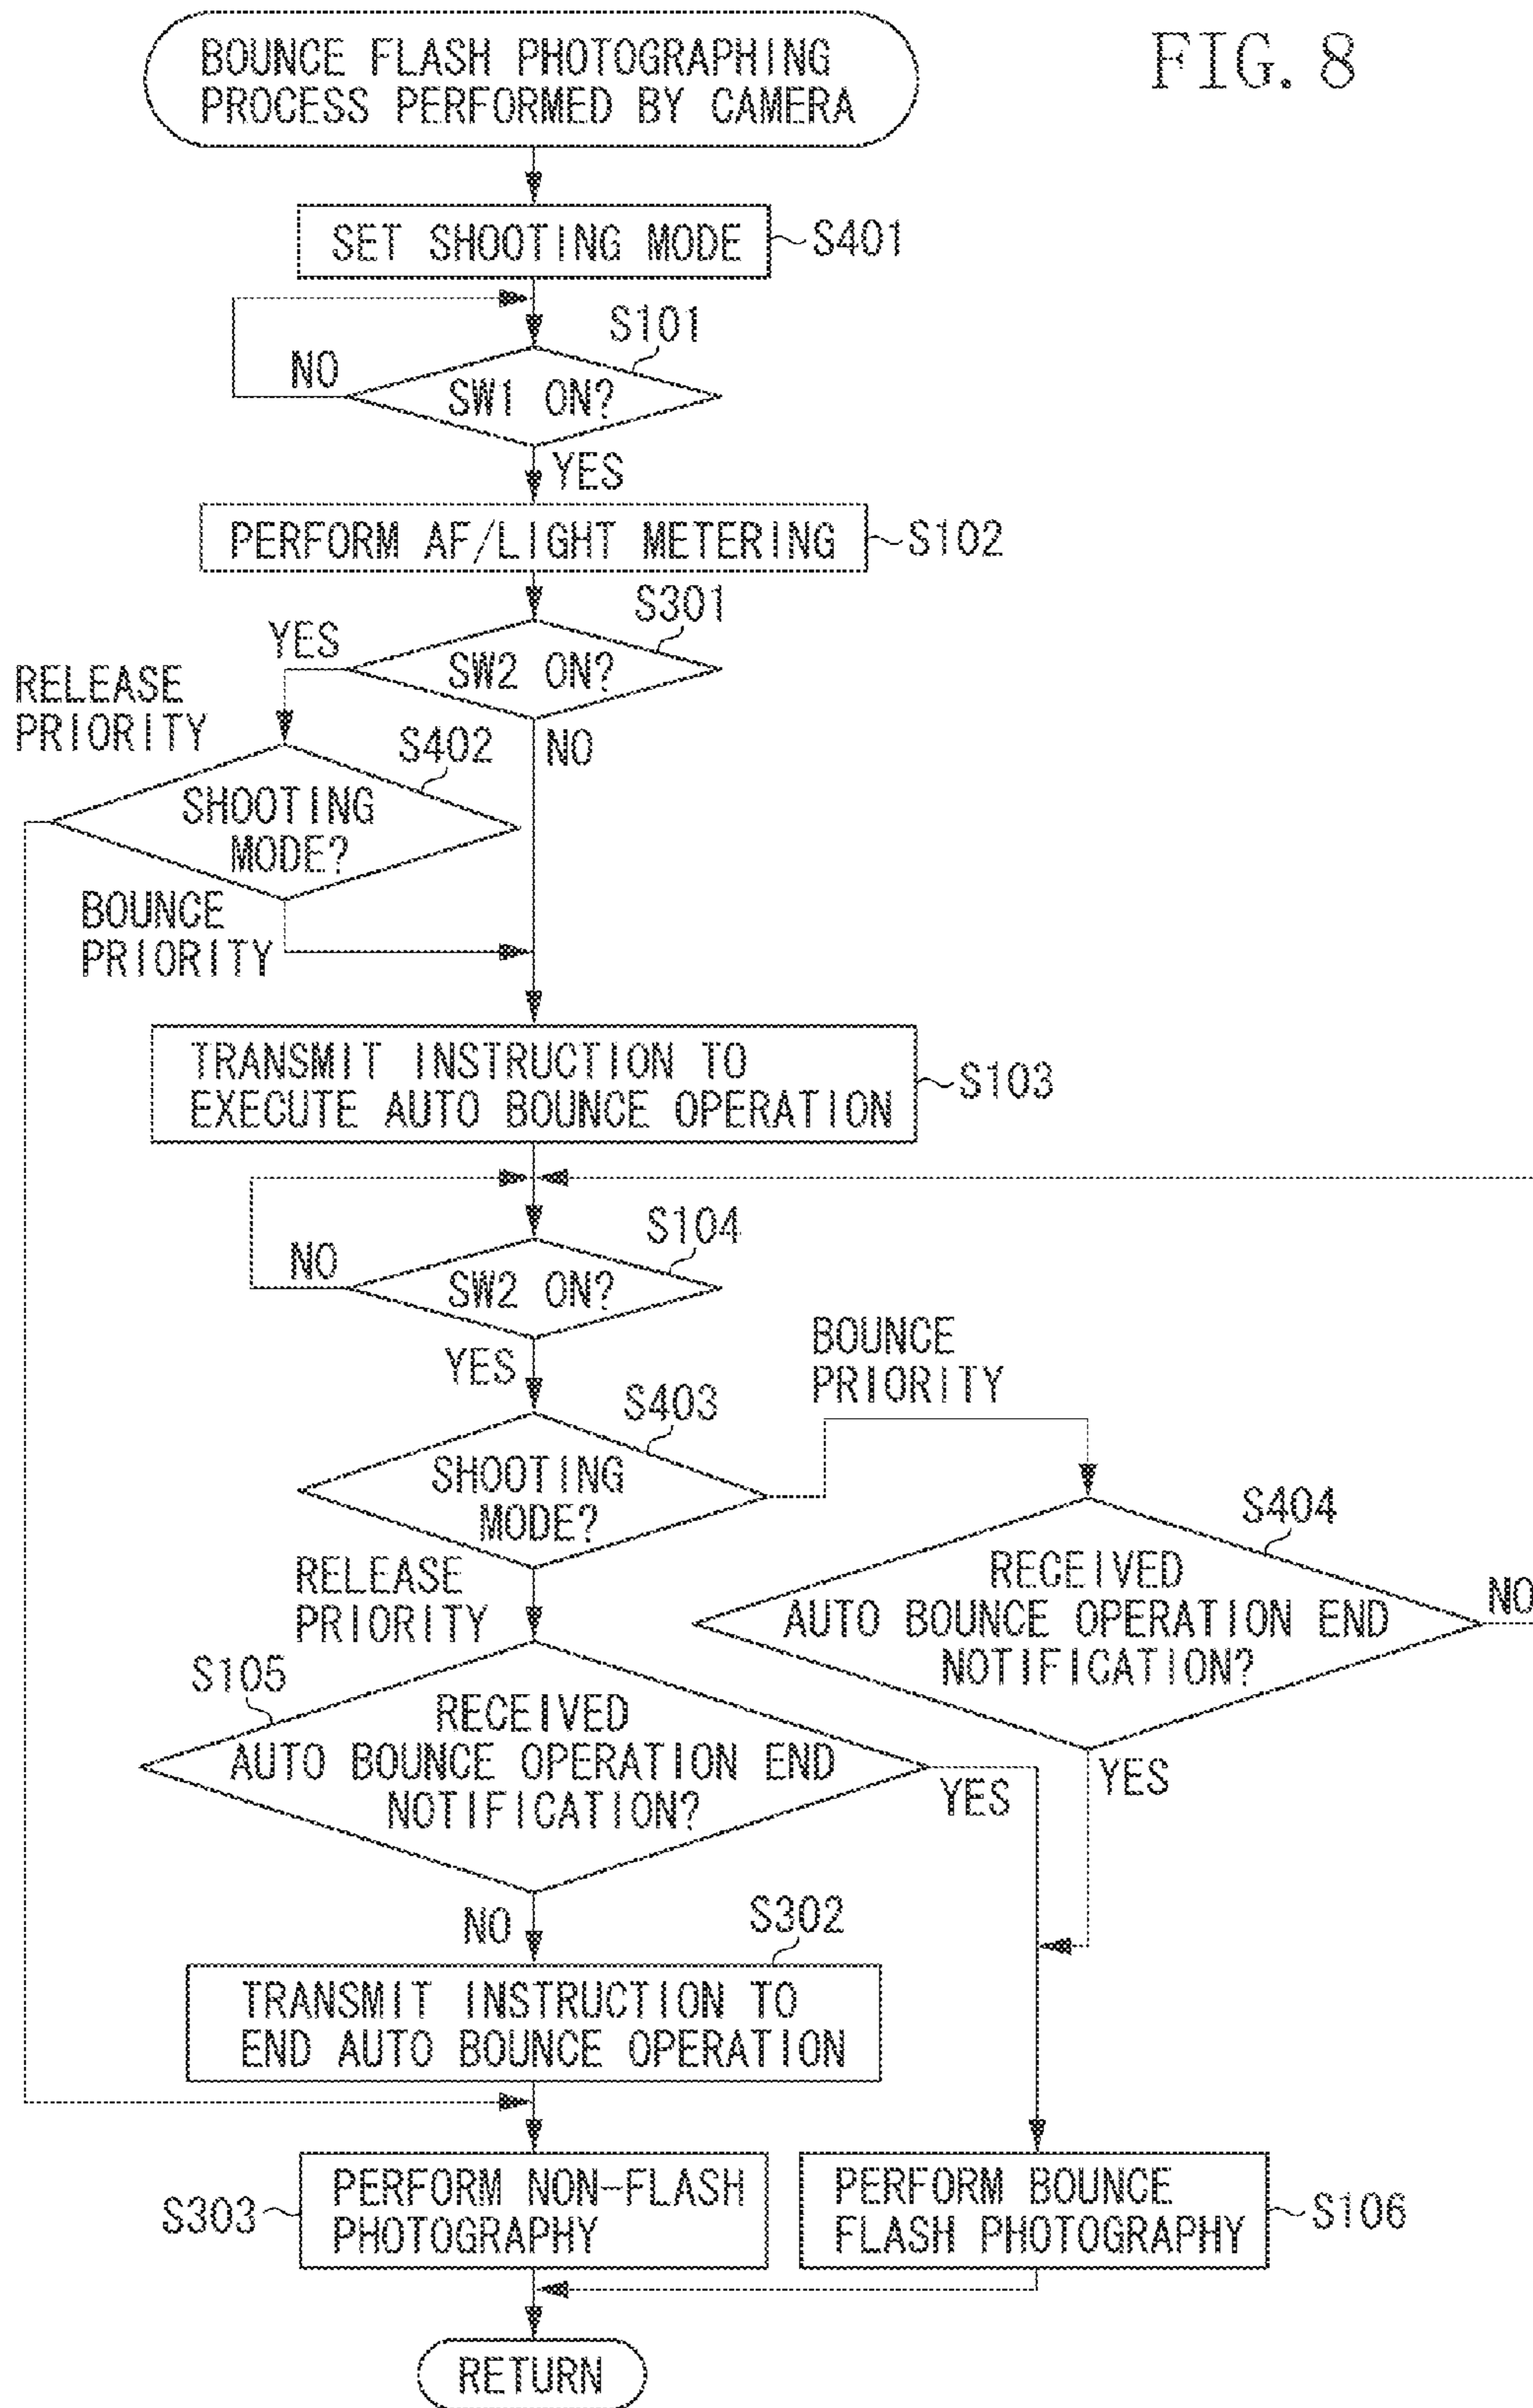 FIG. 8
BOUNCE FLASH PHOTOGRAPHING
PROCESS PERFORMED BY CAMERA
SET SHOOTING MODE
S401
S101
NO
SW1 ON?
YES
PERFORM AF/LIGHT METERING
S102
S301
YES
SW2 ON?
RELEASE
PRIORITY
NO
S402
SHOOTING
MODE?
BOUNCE
PRIORITY
TRANSMIT INSTRUCTION TO
EXECUTE AUTO BOUNCE OPERATION
S103
S104
NO
SW2 ON?
YES
BOUNCE
PRIORITY
S403
SHOOTING
MODE?
S404
RECEIVED
AUTO BOUNCE OPERATION END
NOTIFICATION?
NO
RELEASE
PRIORITY
S105
RECEIVED
AUTO BOUNCE OPERATION END
NOTIFICATION?
YES
YES
NO
S302
TRANSMIT INSTRUCTION TO
END AUTO BOUNCE OPERATION
S303
PERFORM NON-FLASH
PHOTOGRAPHY
PERFORM BOUNCE
FLASH PHOTOGRAPHY
S106
RETURN